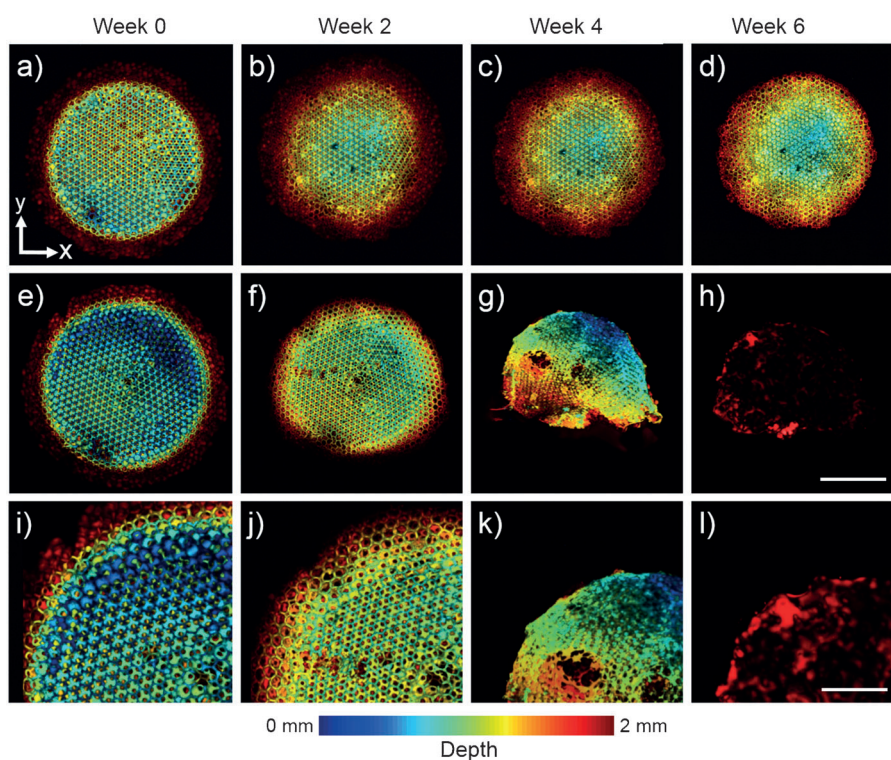 Week 0 Week 2 Week 4 Week 6
a) b) c) d)
y
x
e) f) g) h)
i) j) k) l)
0 mm 2 mm
Depth